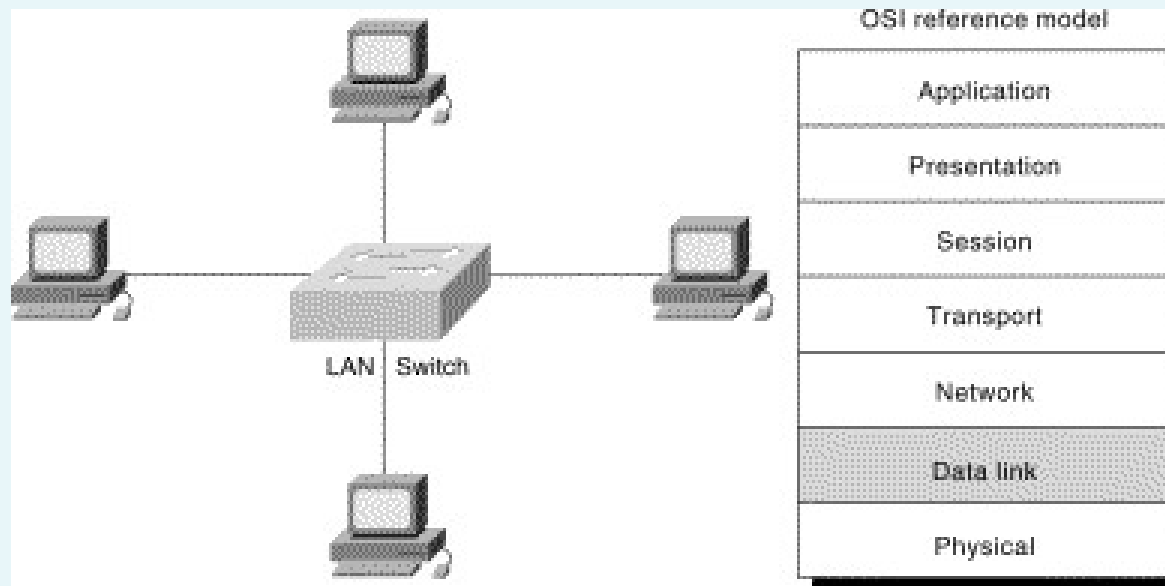 LAN Switch
OSI reference model
Application
Presentation
Session
Transport
Network
Data link
Physical